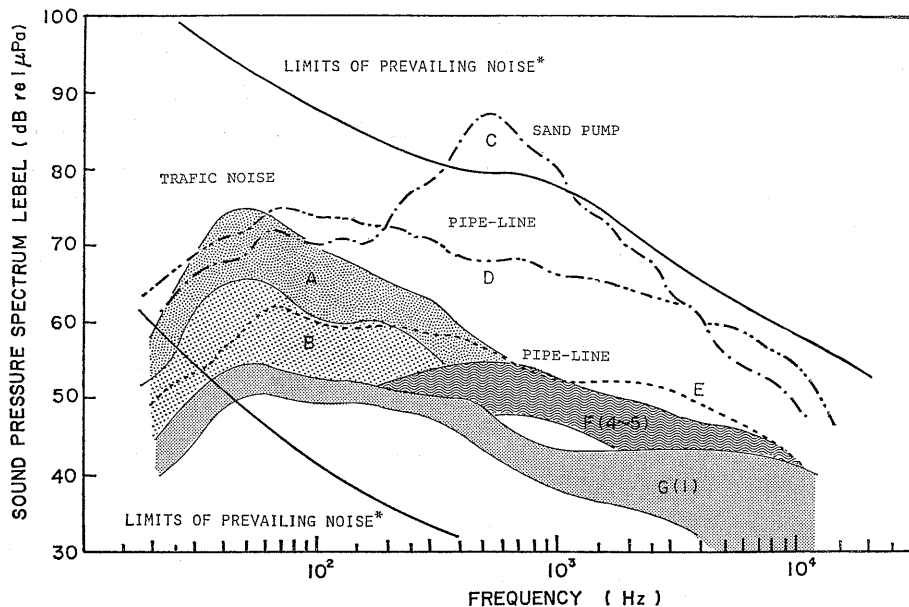 SOUND PRESSURE SPECTRUM LEBEL ( dB re 1 μPa)
100
90
80
70
60
50
40
30
LIMITS OF PREVAILING NOISE*
SAND PUMP
C
TRAFIC NOISE
PIPE-LINE
A
D
B
PIPE-LINE
E
F (4~5)
G (1)
LIMITS OF PREVAILING NOISE*
10²
10³
10⁴
FREQUENCY ( Hz )